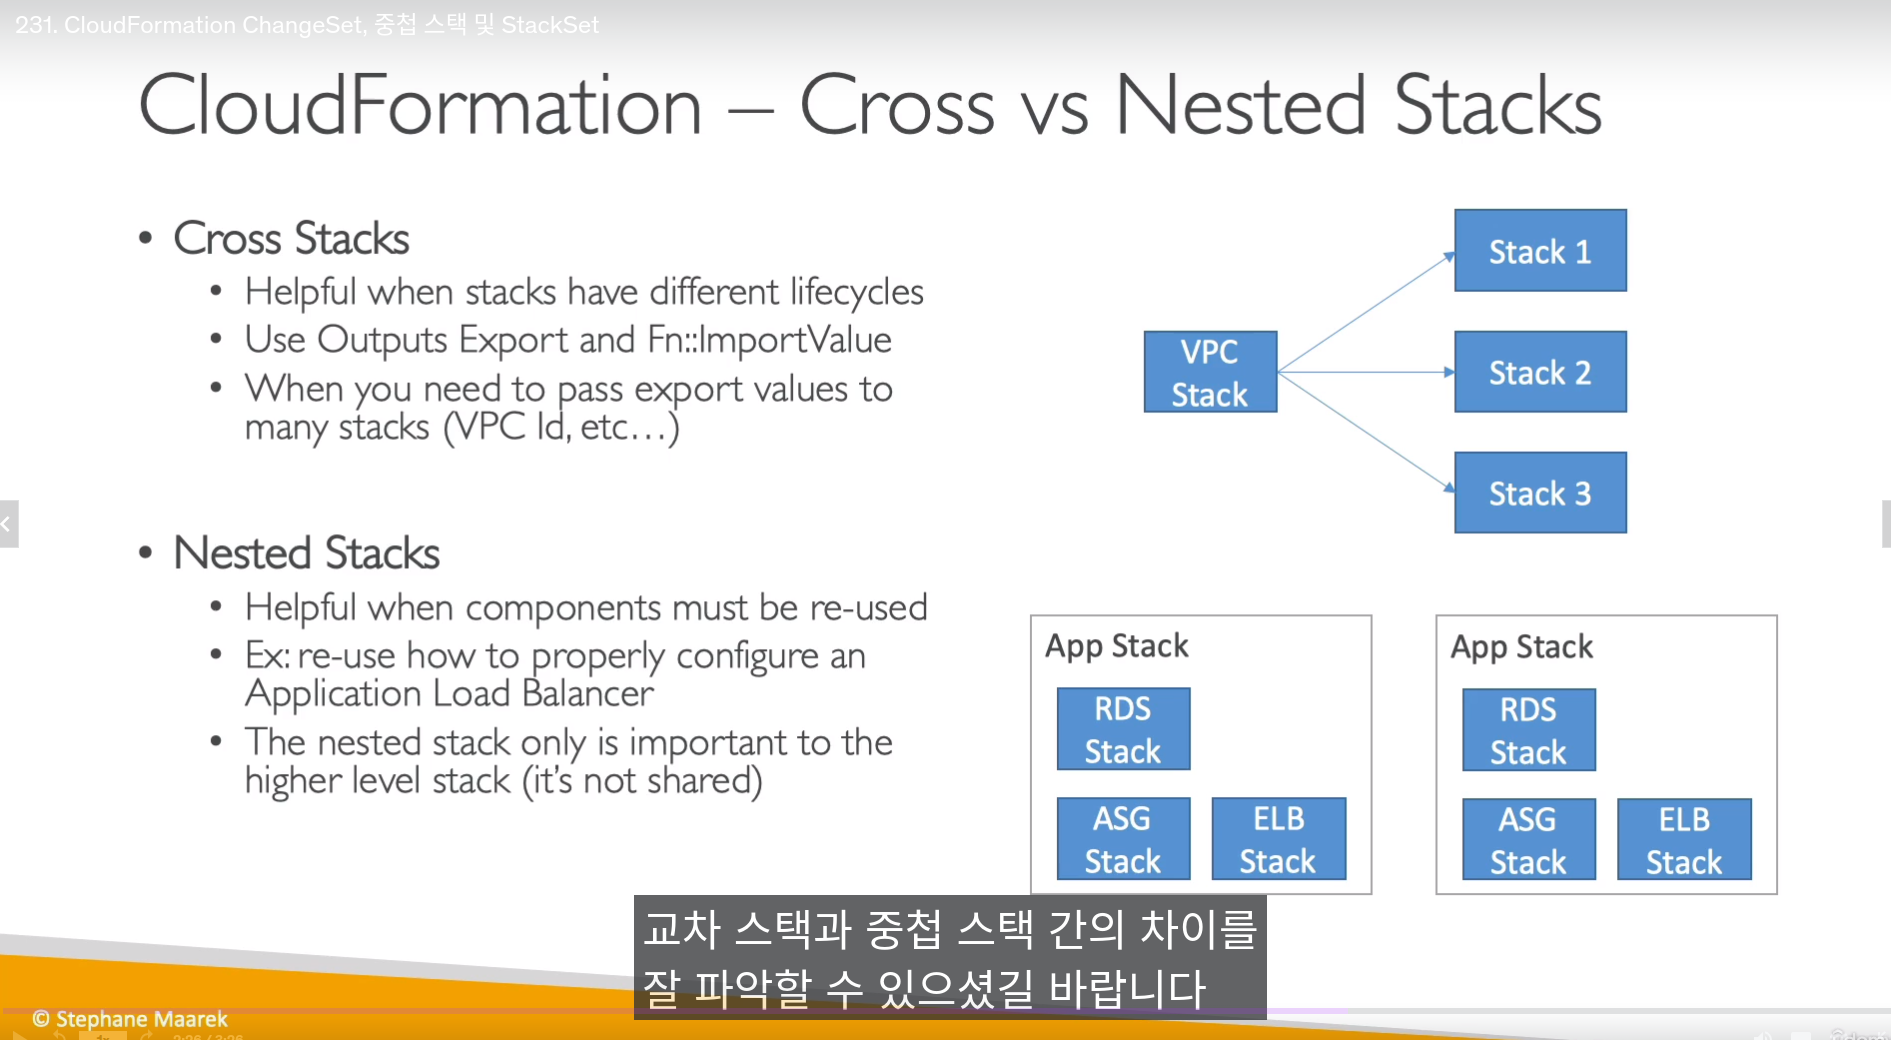 231. CloudFormation ChangeSet, 중첩 스택 및 StackSet
CloudFormation – Cross vs Nested Stacks
• Cross Stacks
• Helpful when stacks have different lifecycles
• Use Outputs Export and Fn::ImportValue
• When you need to pass export values to
many stacks (VPC Id, etc…)
VPC
Stack
Stack 1
Stack 2
Stack 3
• Nested Stacks
• Helpful when components must be re-used
• Ex: re-use how to properly configure an
Application Load Balancer
• The nested stack only is important to the
higher level stack (it's not shared)
App Stack
RDS
Stack
ASG
Stack
ELB
Stack
App Stack
RDS
Stack
ASG
Stack
ELB
Stack
교차 스택과 중첩 스택 간의 차이를
잘 파악할 수 있으셨길 바랍니다
© Stephane Maarek